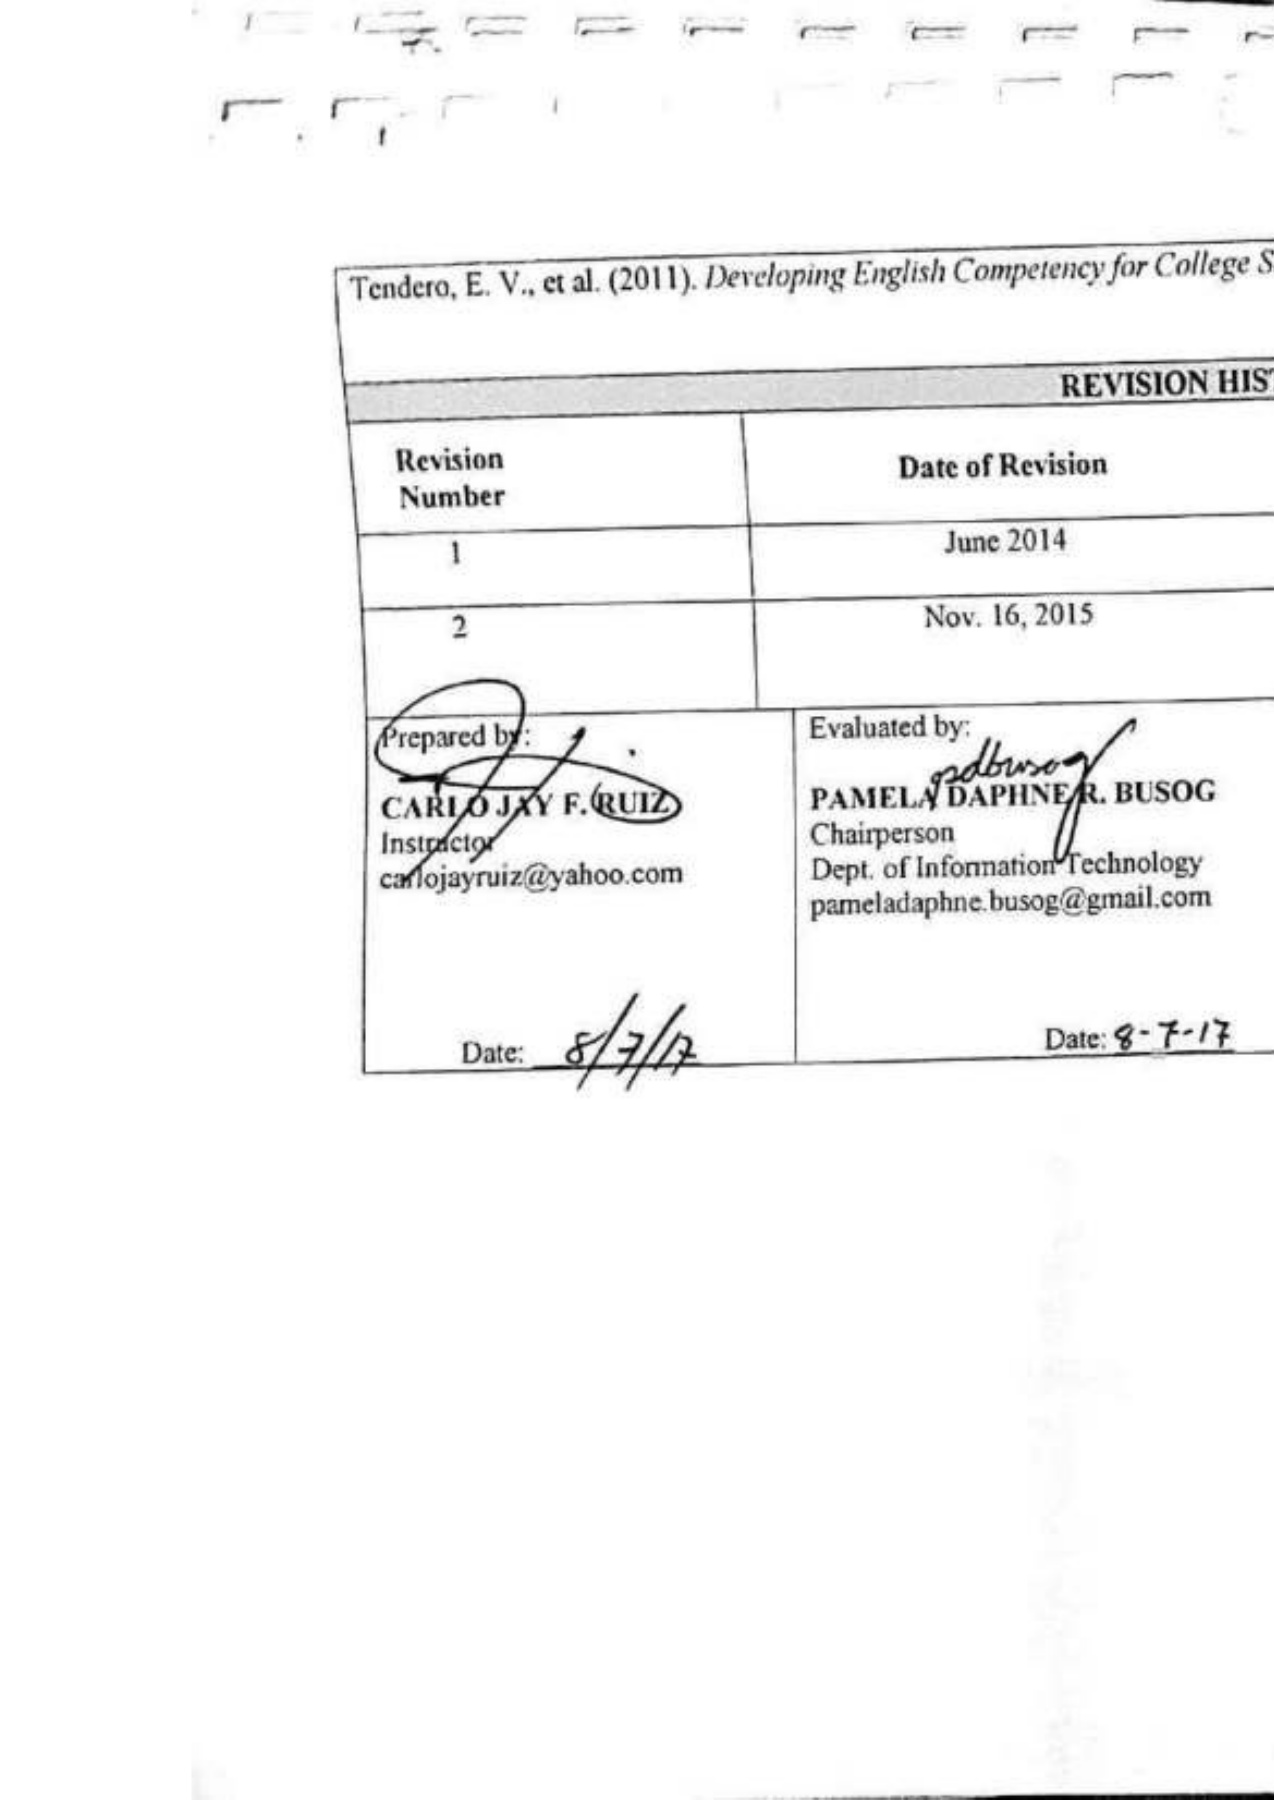 Tendero, E. V., et al. (2011). Developing English Competency for College S
REVISION HIS
Revision
Number
Date of Revision
1
June 2014
2
Nov. 16, 2015
Prepared by:
CARLO JAY F. RUIZ
Instructor
carlojayruiz@yahoo.com
Date: 8/7/17
Evaluated by:
pdbusog
PAMELA DAPHNE R. BUSOG
Chairperson
Dept. of Information Technology
pameladaphne.busog@gmail.com
Date: 8-7-17